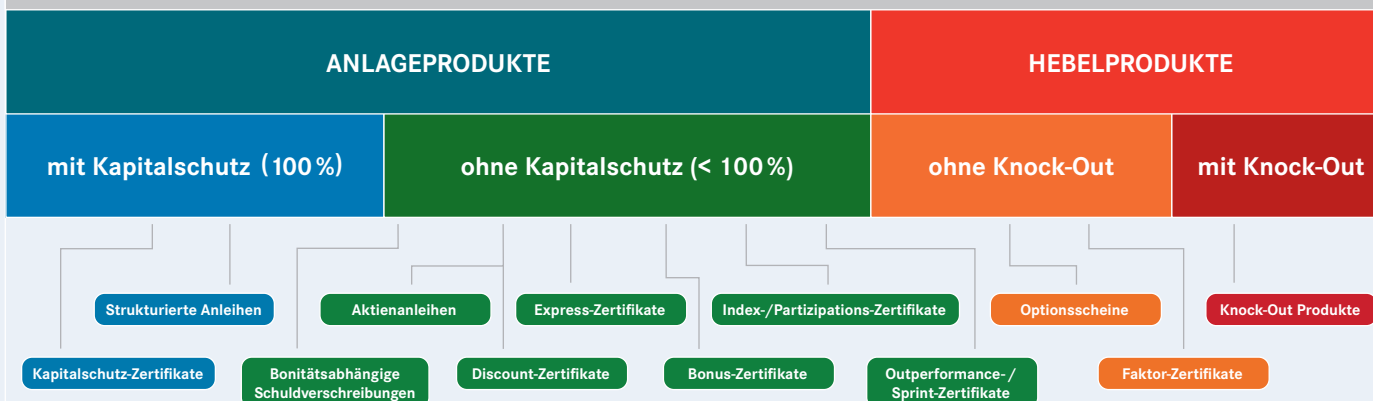 ANLAGEPRODUKTE
HEBELPRODUKTE
mit Kapitalschutz (100 %)
ohne Kapitalschutz (< 100 %)
ohne Knock-Out
mit Knock-Out
Strukturierte Anleihen
Aktienanleihen
Express-Zertifikate
Index-/Partizipations-Zertifikate
Optionsscheine
Knock-Out Produkte
Kapitalschutz-Zertifikate
Bonitätsabhängige
Schuldverschreibungen
Discount-Zertifikate
Bonus-Zertifikate
Outperformance- /
Sprint-Zertifikate
Faktor-Zertifikate